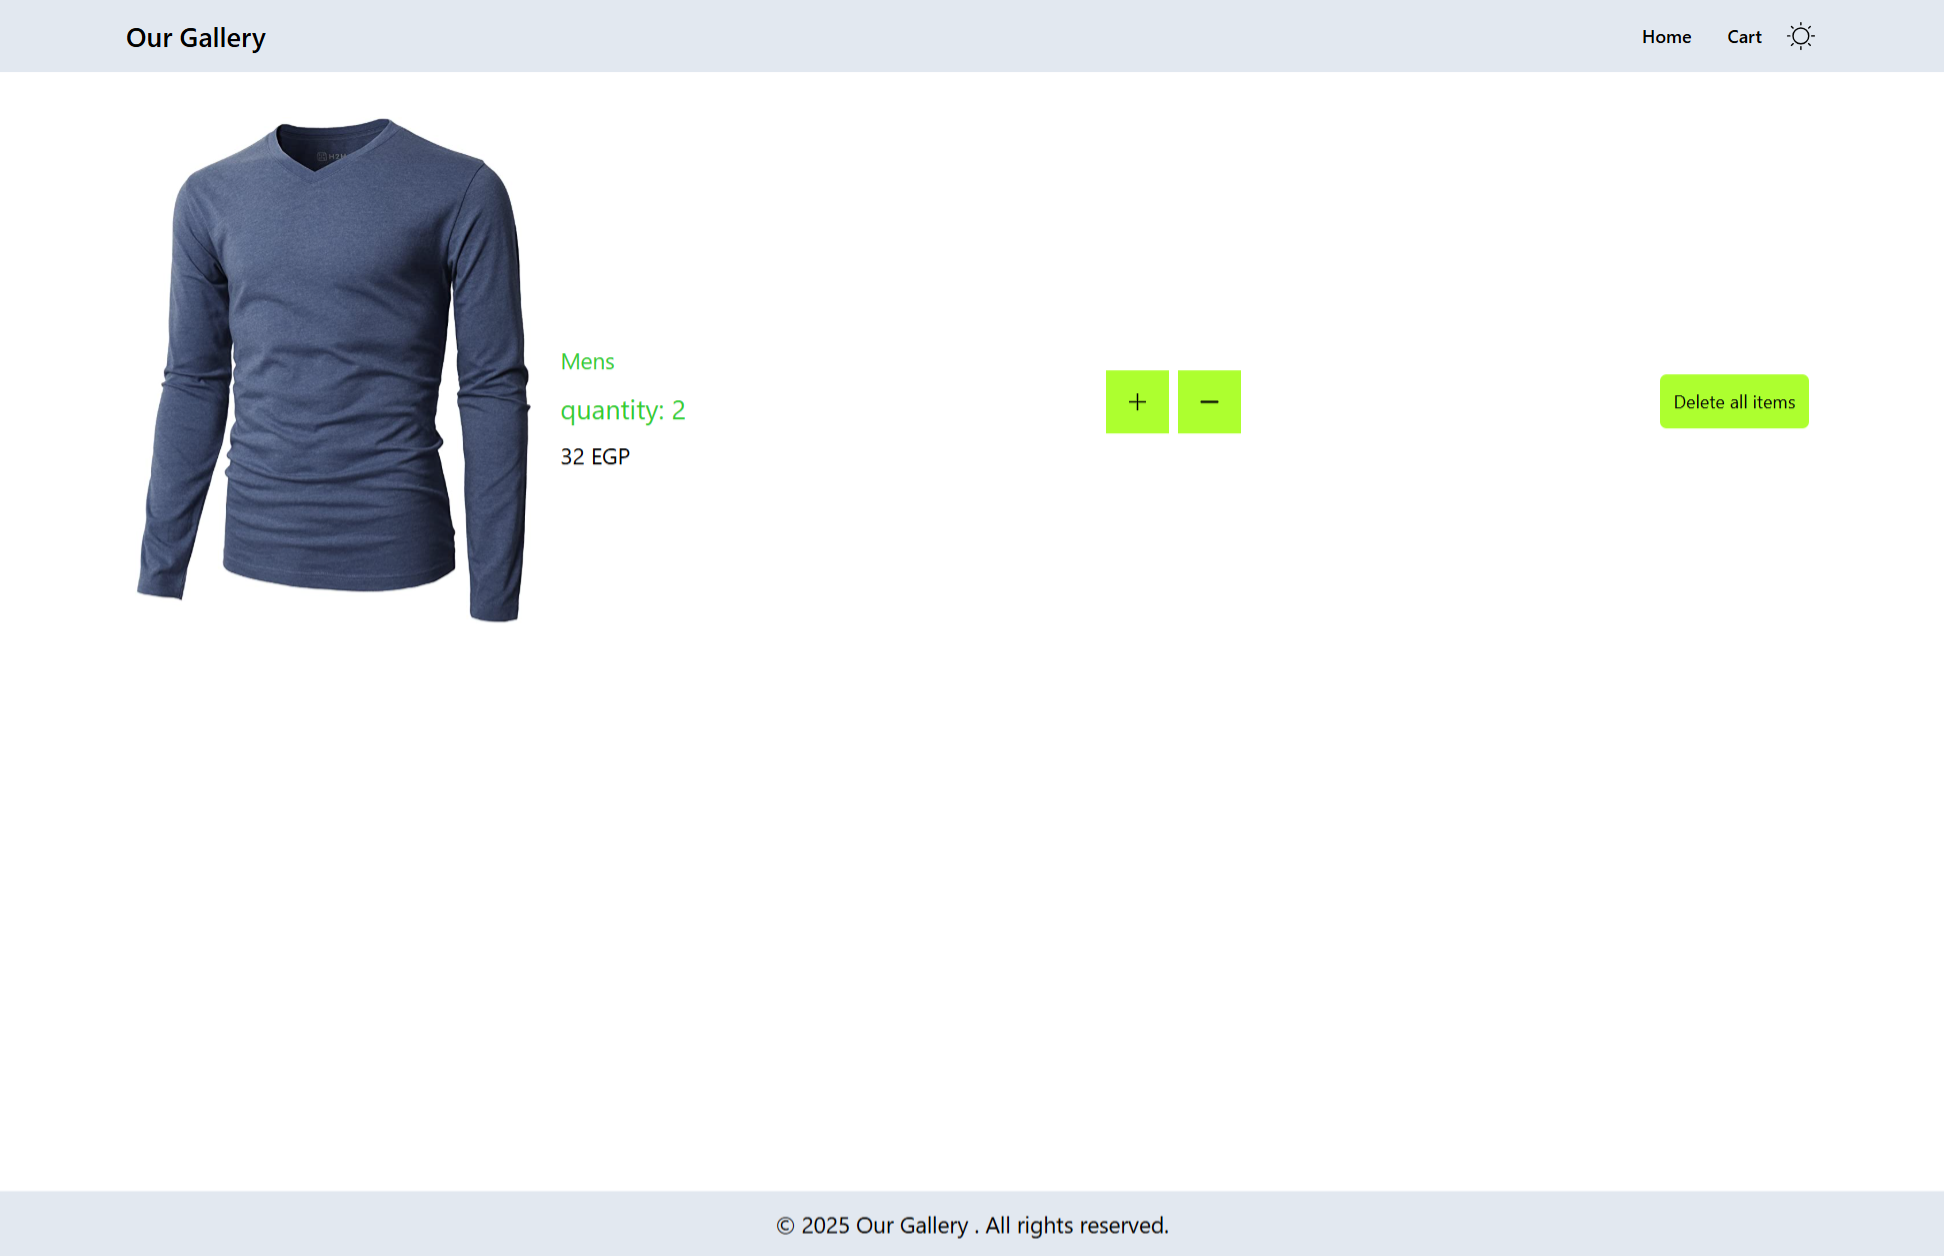 Our Gallery
Home
Cart
Mens
quantity: 2
32 EGP
+
−
Delete all items
© 2025 Our Gallery . All rights reserved.